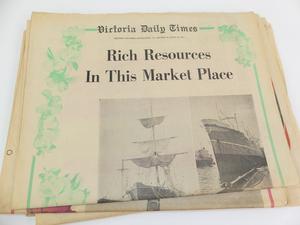 Victoria Daily Times
Rich Resources
In This Market Place